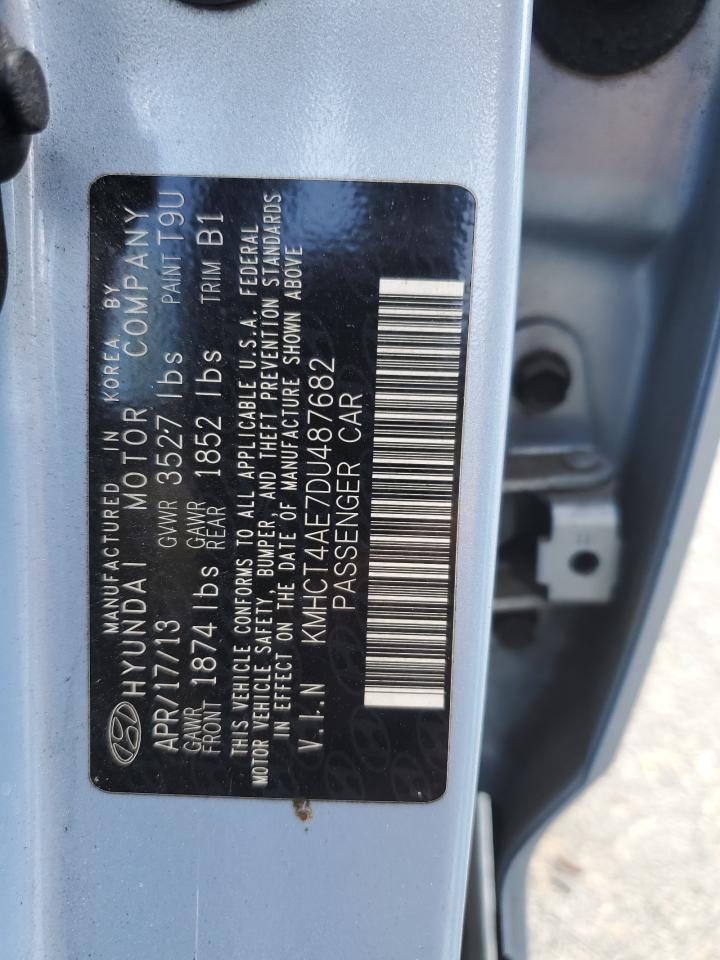 MANUFACTURED IN KOREA BY
HYUNDAI MOTOR COMPANY
APR/17/13 GVWR 3527 lbs PAINT T9U
GAWR FRONT 1874 lbs GAWR REAR 1852 lbs TRIM B1
THIS VEHICLE CONFORMS TO ALL APPLICABLE U.S.A. FEDERAL
MOTOR VEHICLE SAFETY, BUMPER, AND THEFT PREVENTION STANDARDS
IN EFFECT ON THE DATE OF MANUFACTURE SHOWN ABOVE
V.I.N KMHCT4AE7DU487682
PASSENGER CAR